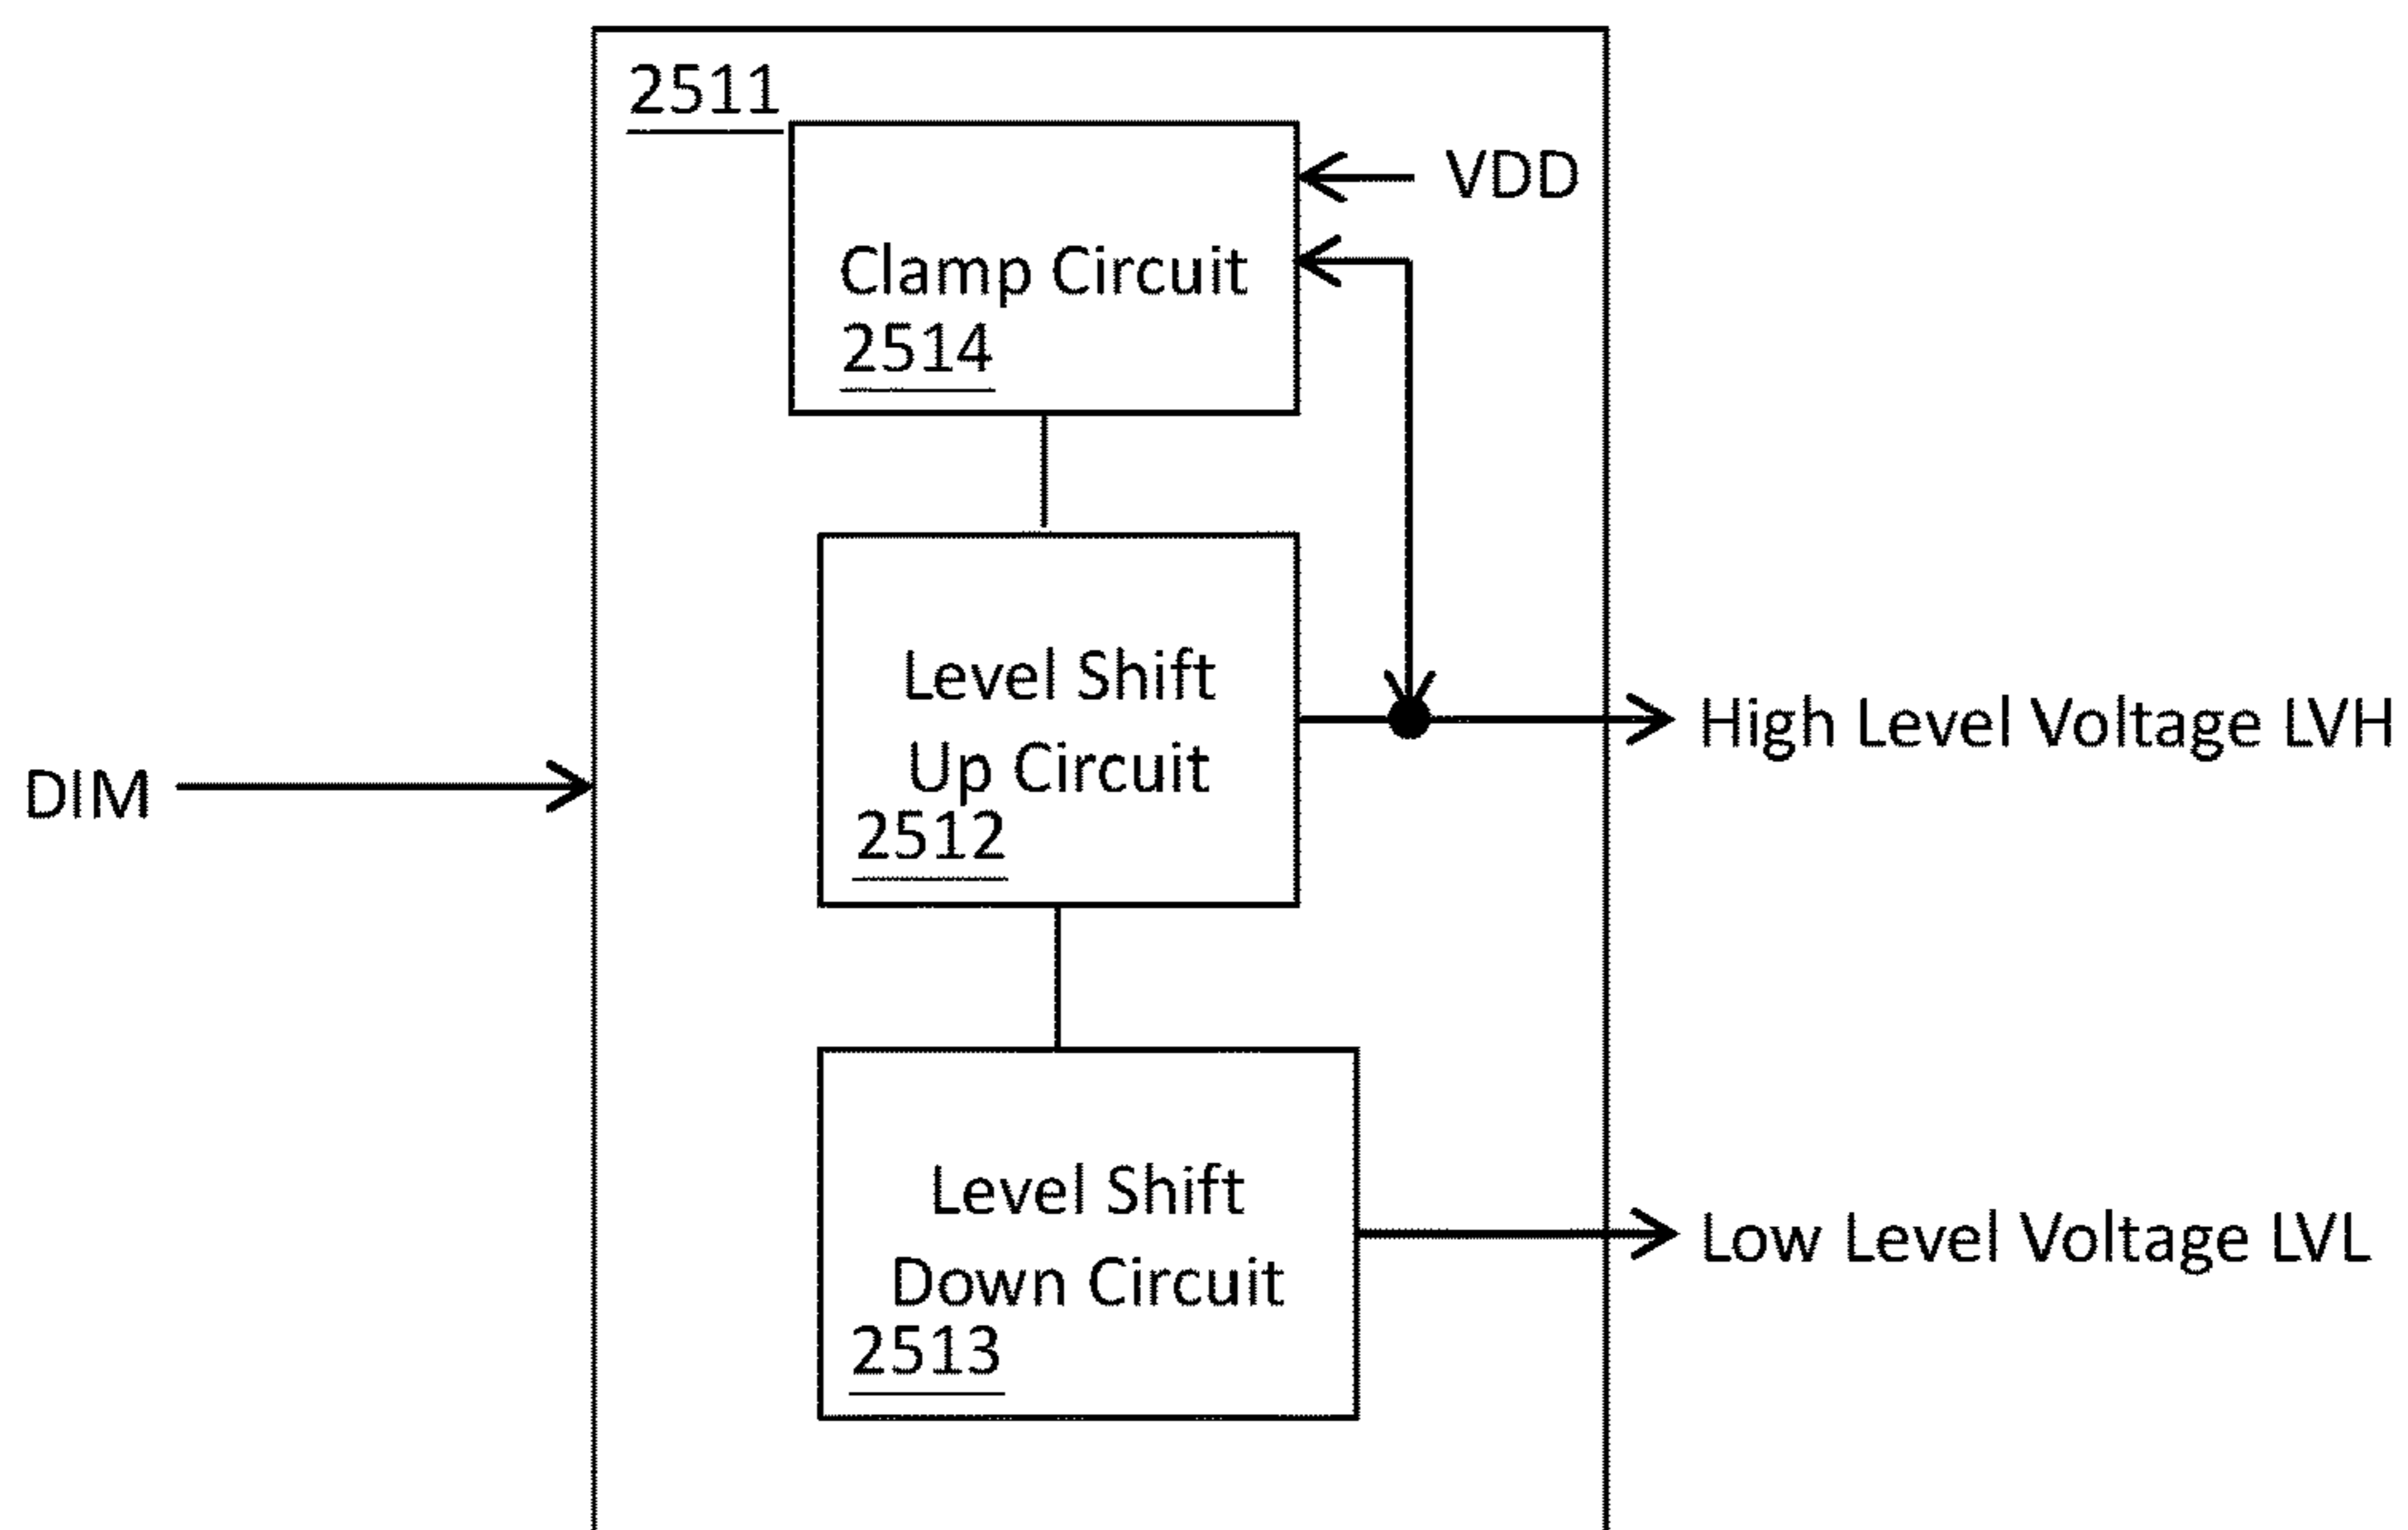 2511
VDD
Clamp Circuit
2514
Level Shift
Up Circuit
2512
High Level Voltage LVH
DIM
Level Shift
Down Circuit
2513
Low Level Voltage LVL